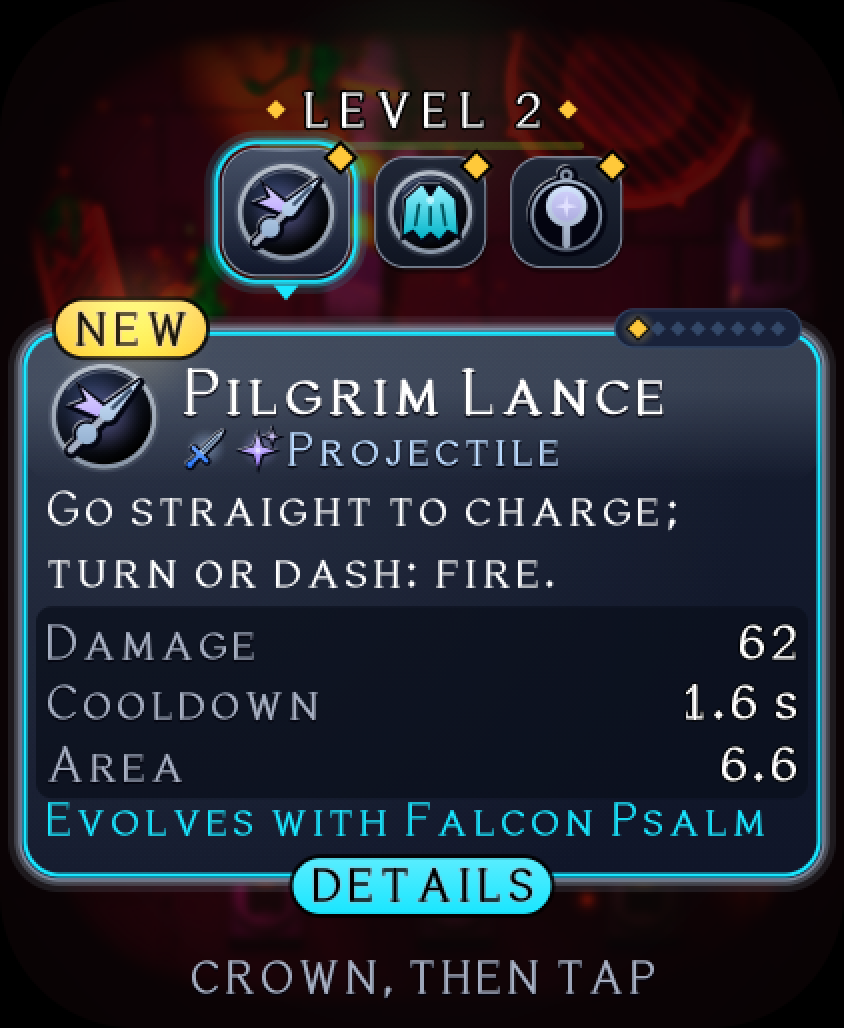 LEVEL 2
NEW
PILGRIM LANCE
PROJECTILE
GO STRAIGHT TO CHARGE;
TURN OR DASH: FIRE.
DAMAGE 62
COOLDOWN 1.6 s
AREA 6.6
EVOLVES WITH FALCON PSALM
DETAILS
CROWN, THEN TAP